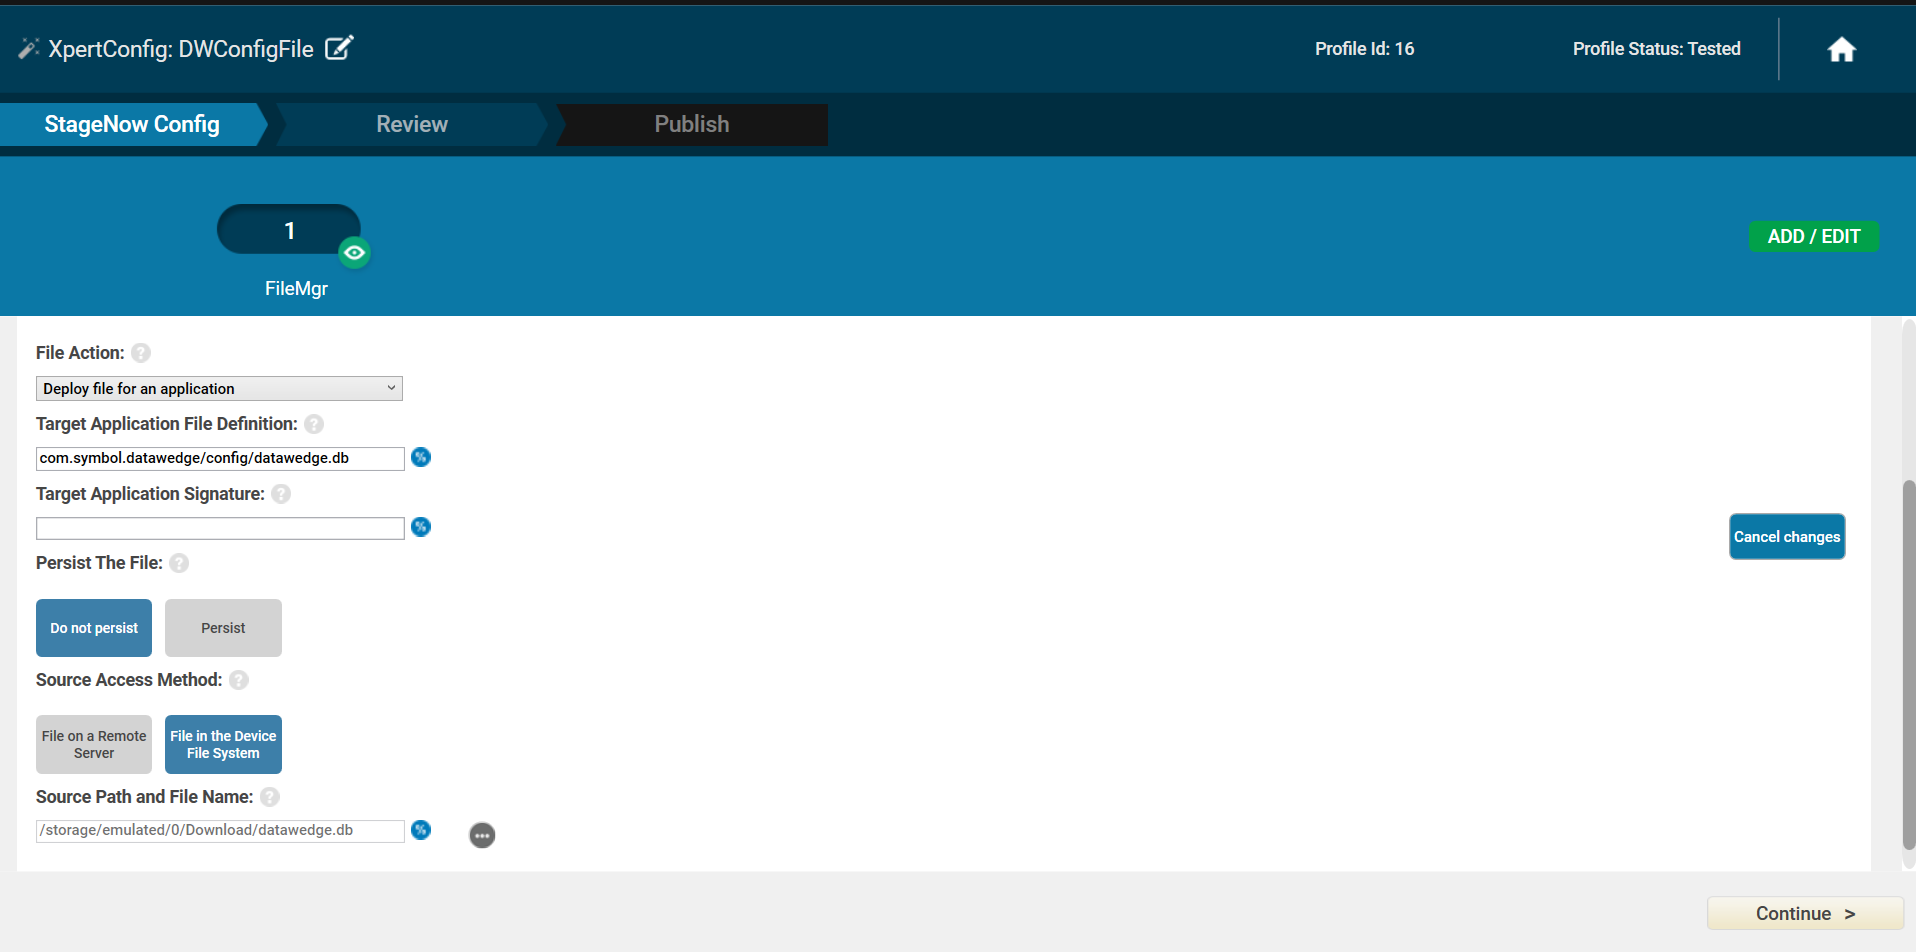 XpertConfig: DWConfigFile
Profile Id: 16
Profile Status: Tested
StageNow Config
Review
Publish
1
FileMgr
ADD / EDIT
File Action: ?
Deploy file for an application
Target Application File Definition: ?
com.symbol.datawedge/config/datawedge.db
%
Target Application Signature: ?
%
Persist The File: ?
Do not persist
Persist
Cancel changes
Source Access Method: ?
File on a Remote
Server
File in the Device
File System
Source Path and File Name: ?
/storage/emulated/0/Download/datawedge.db
%
Continue >